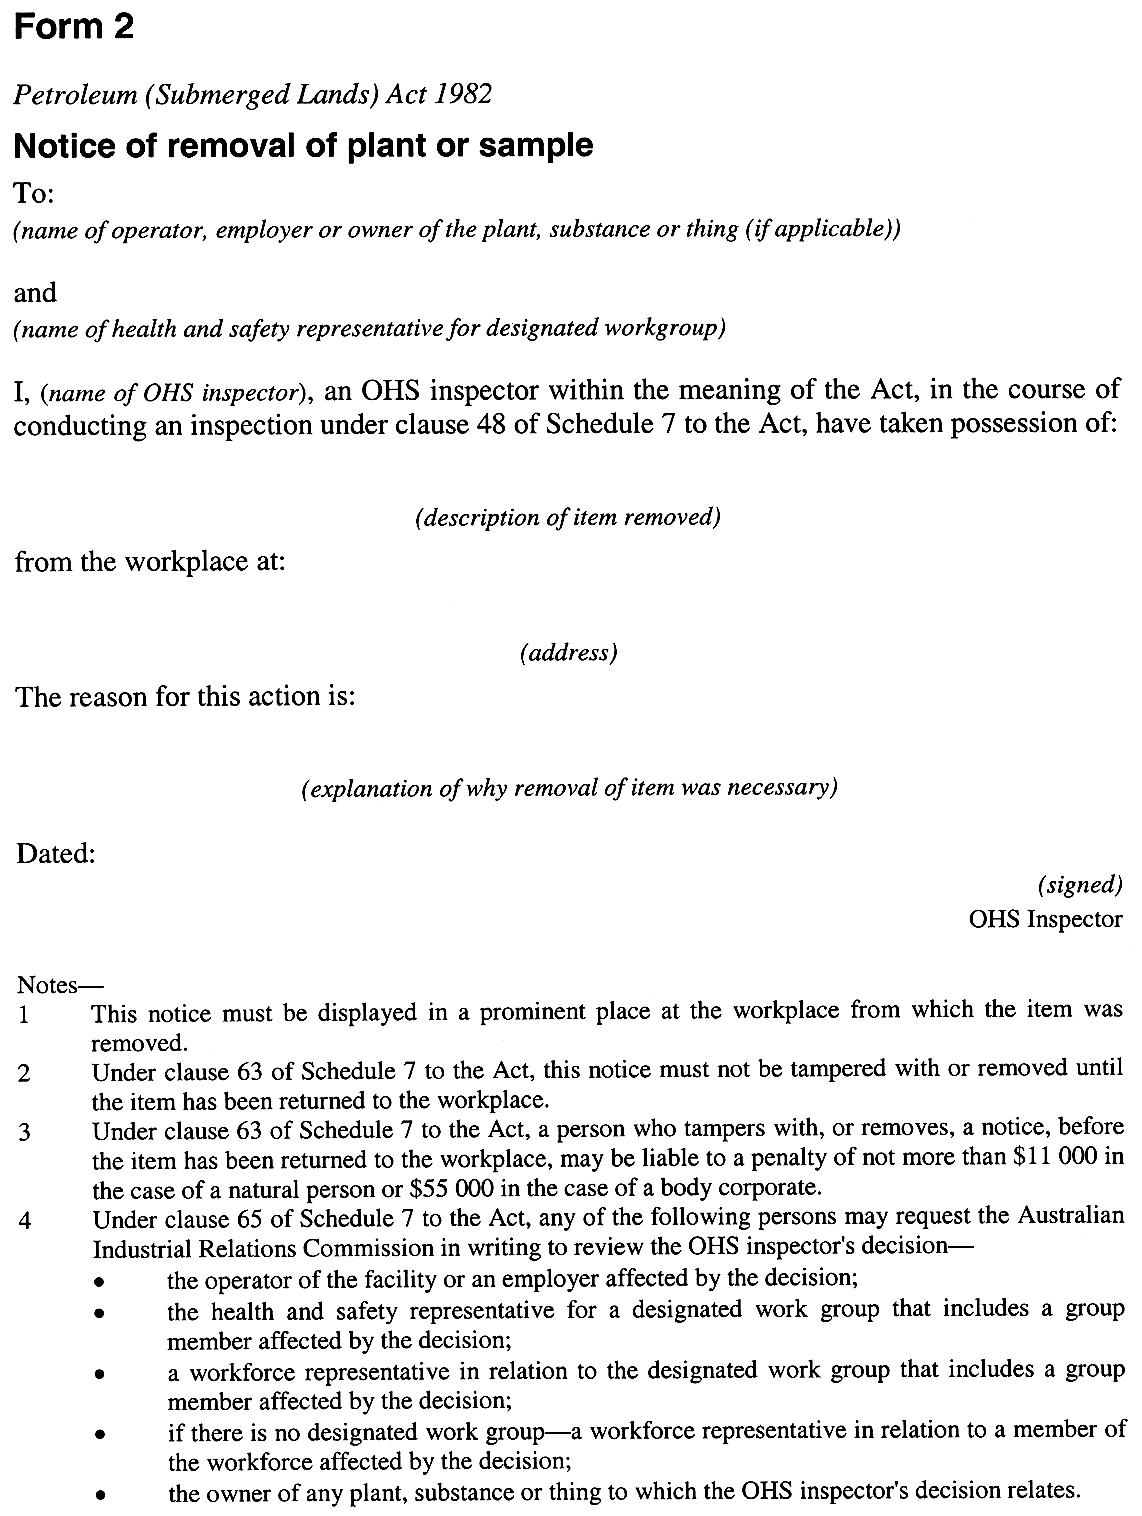 Form 2
Petroleum (Submerged Lands) Act 1982
Notice of removal of plant or sample
To:
(name of operator, employer or owner of the plant, substance or thing (if applicable))
and
(name of health and safety representative for designated workgroup)
I, (name of OHS inspector), an OHS inspector within the meaning of the Act, in the course of
conducting an inspection under clause 48 of Schedule 7 to the Act, have taken possession of:
(description of item removed)
from the workplace at:
(address)
The reason for this action is:
(explanation of why removal of item was necessary)
Dated:
(signed)
OHS Inspector
Notes—
1 This notice must be displayed in a prominent place at the workplace from which the item was
removed.
2 Under clause 63 of Schedule 7 to the Act, this notice must not be tampered with or removed until
the item has been returned to the workplace.
3 Under clause 63 of Schedule 7 to the Act, a person who tampers with, or removes, a notice, before
the item has been returned to the workplace, may be liable to a penalty of not more than $11 000 in
the case of a natural person or $55 000 in the case of a body corporate.
4 Under clause 65 of Schedule 7 to the Act, any of the following persons may request the Australian
Industrial Relations Commission in writing to review the OHS inspector's decision—
• the operator of the facility or an employer affected by the decision;
• the health and safety representative for a designated work group that includes a group
member affected by the decision;
• a workforce representative in relation to the designated work group that includes a group
member affected by the decision;
• if there is no designated work group—a workforce representative in relation to a member of
the workforce affected by the decision;
• the owner of any plant, substance or thing to which the OHS inspector's decision relates.